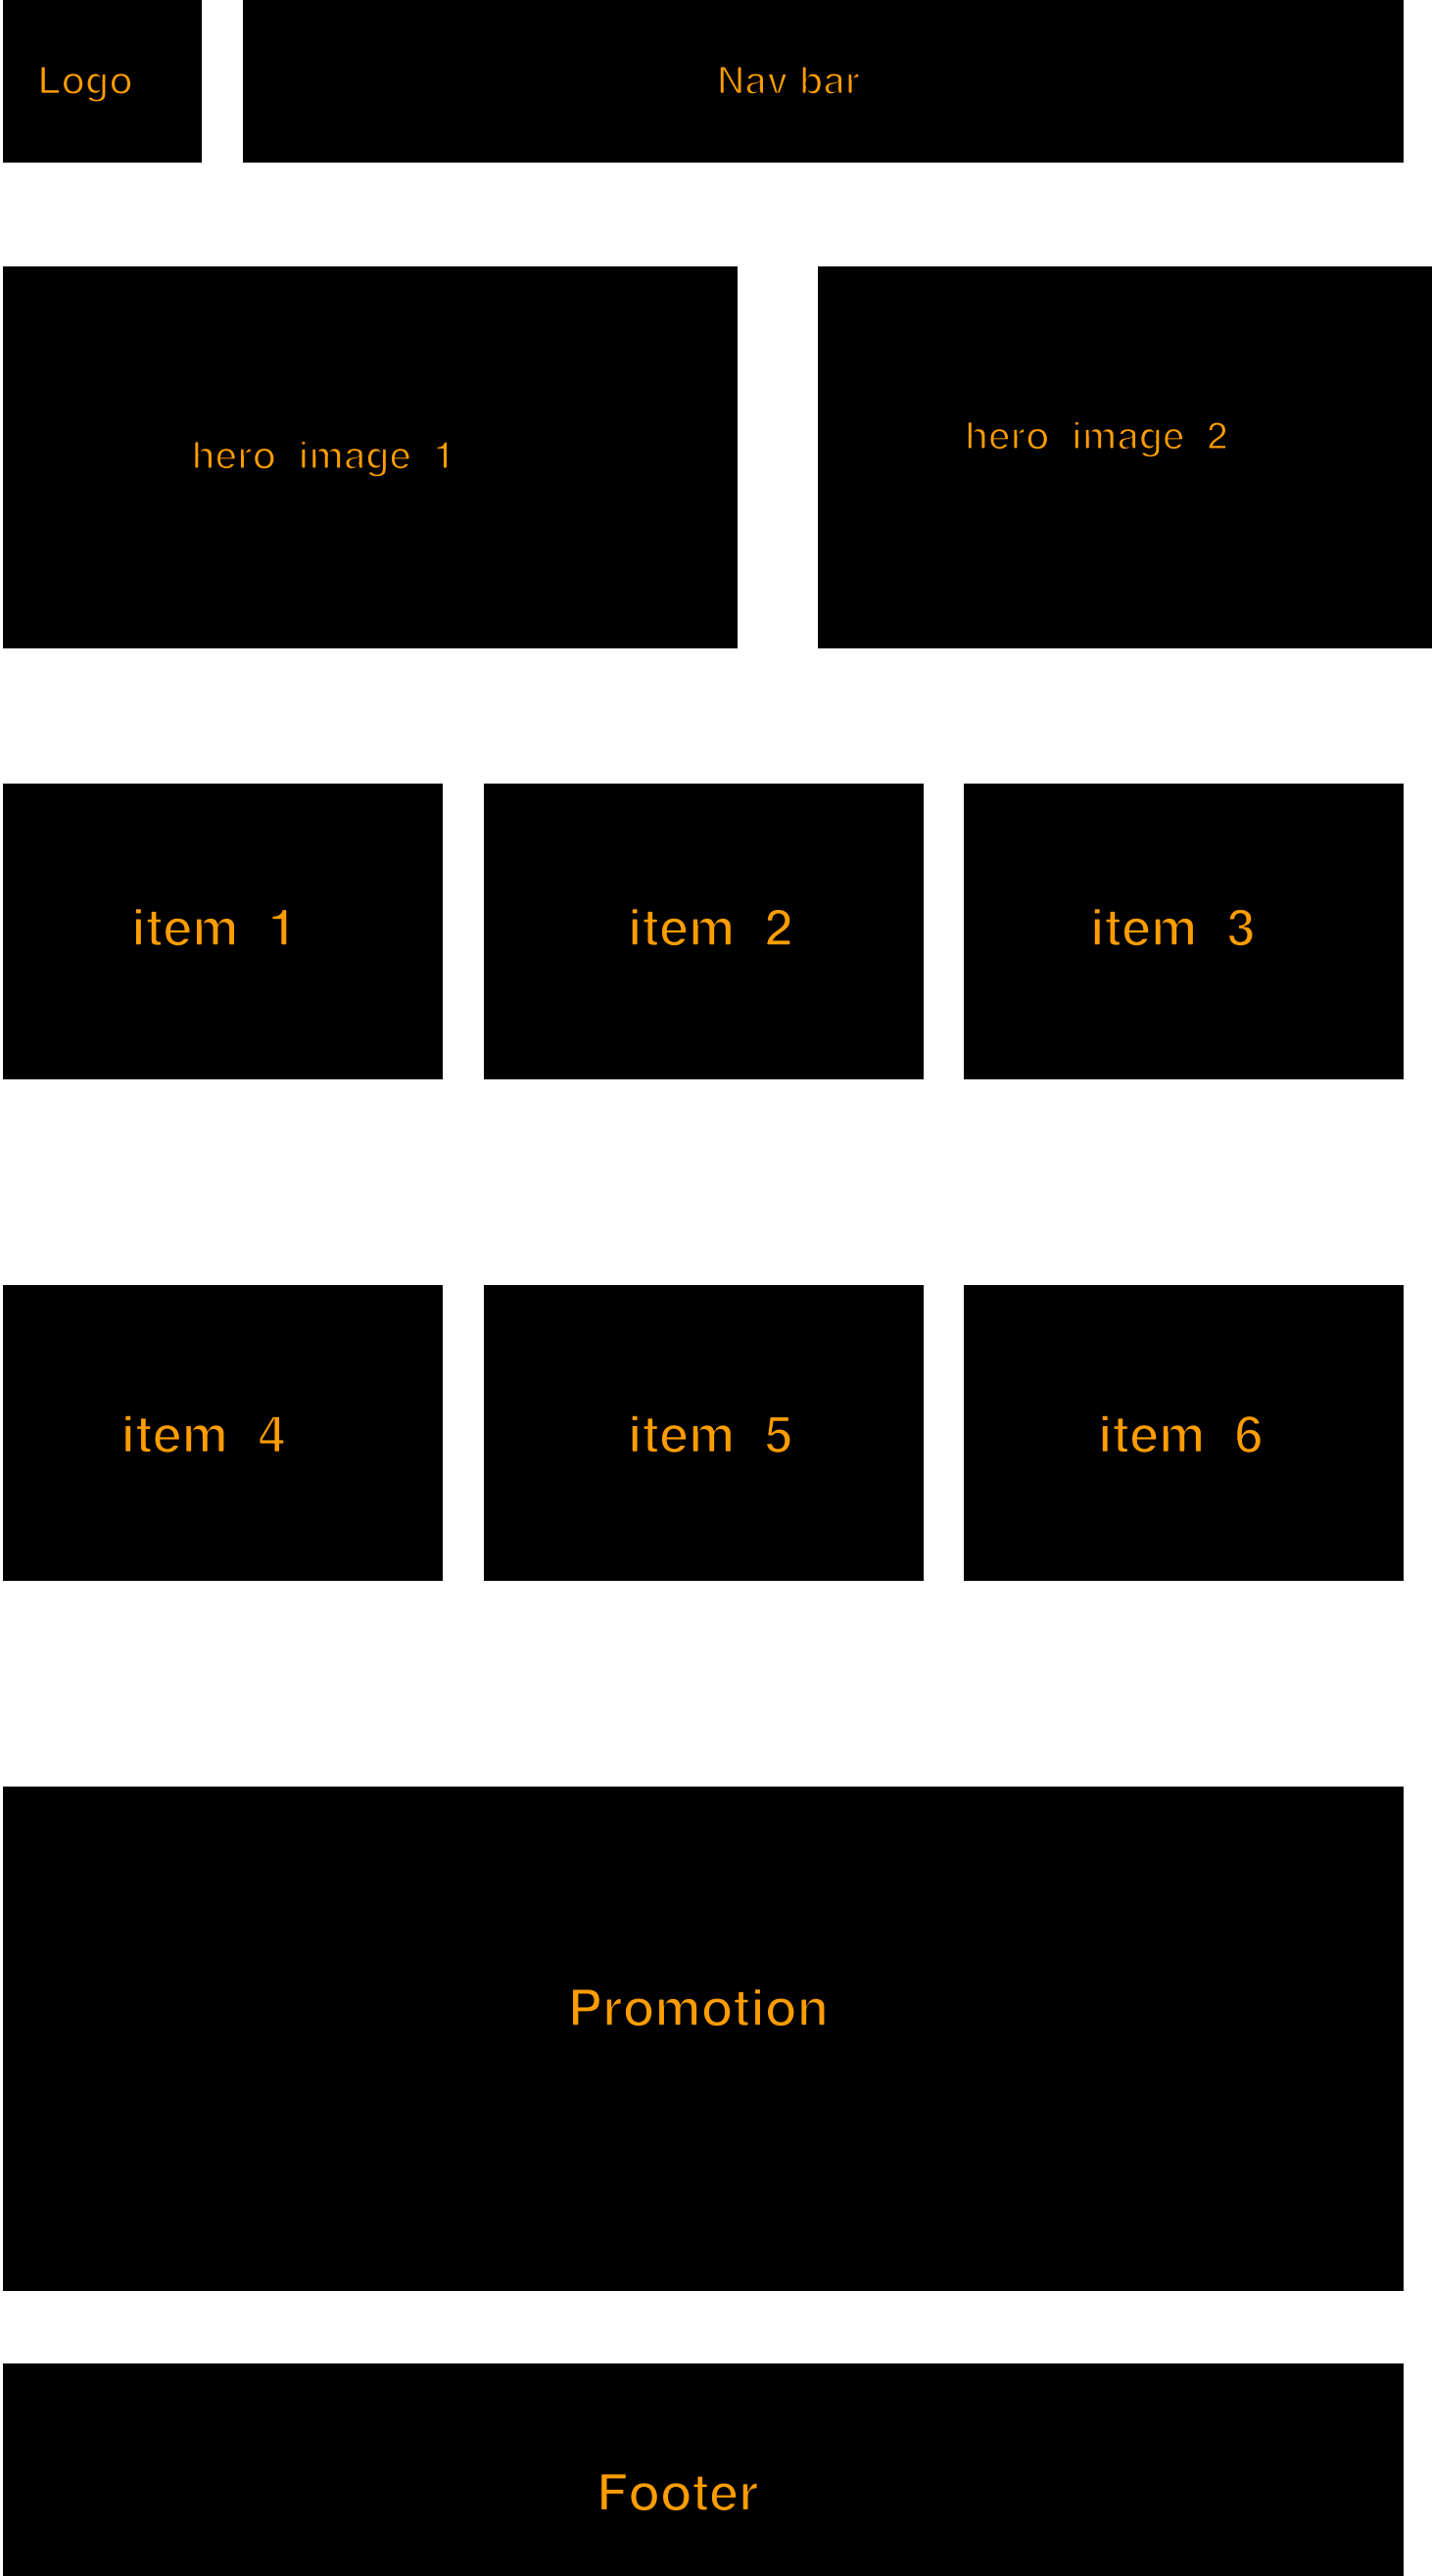 Logo
Nav bar
hero image 1
hero image 2
item 1
item 2
item 3
item 4
item 5
item 6
Promotion
Footer